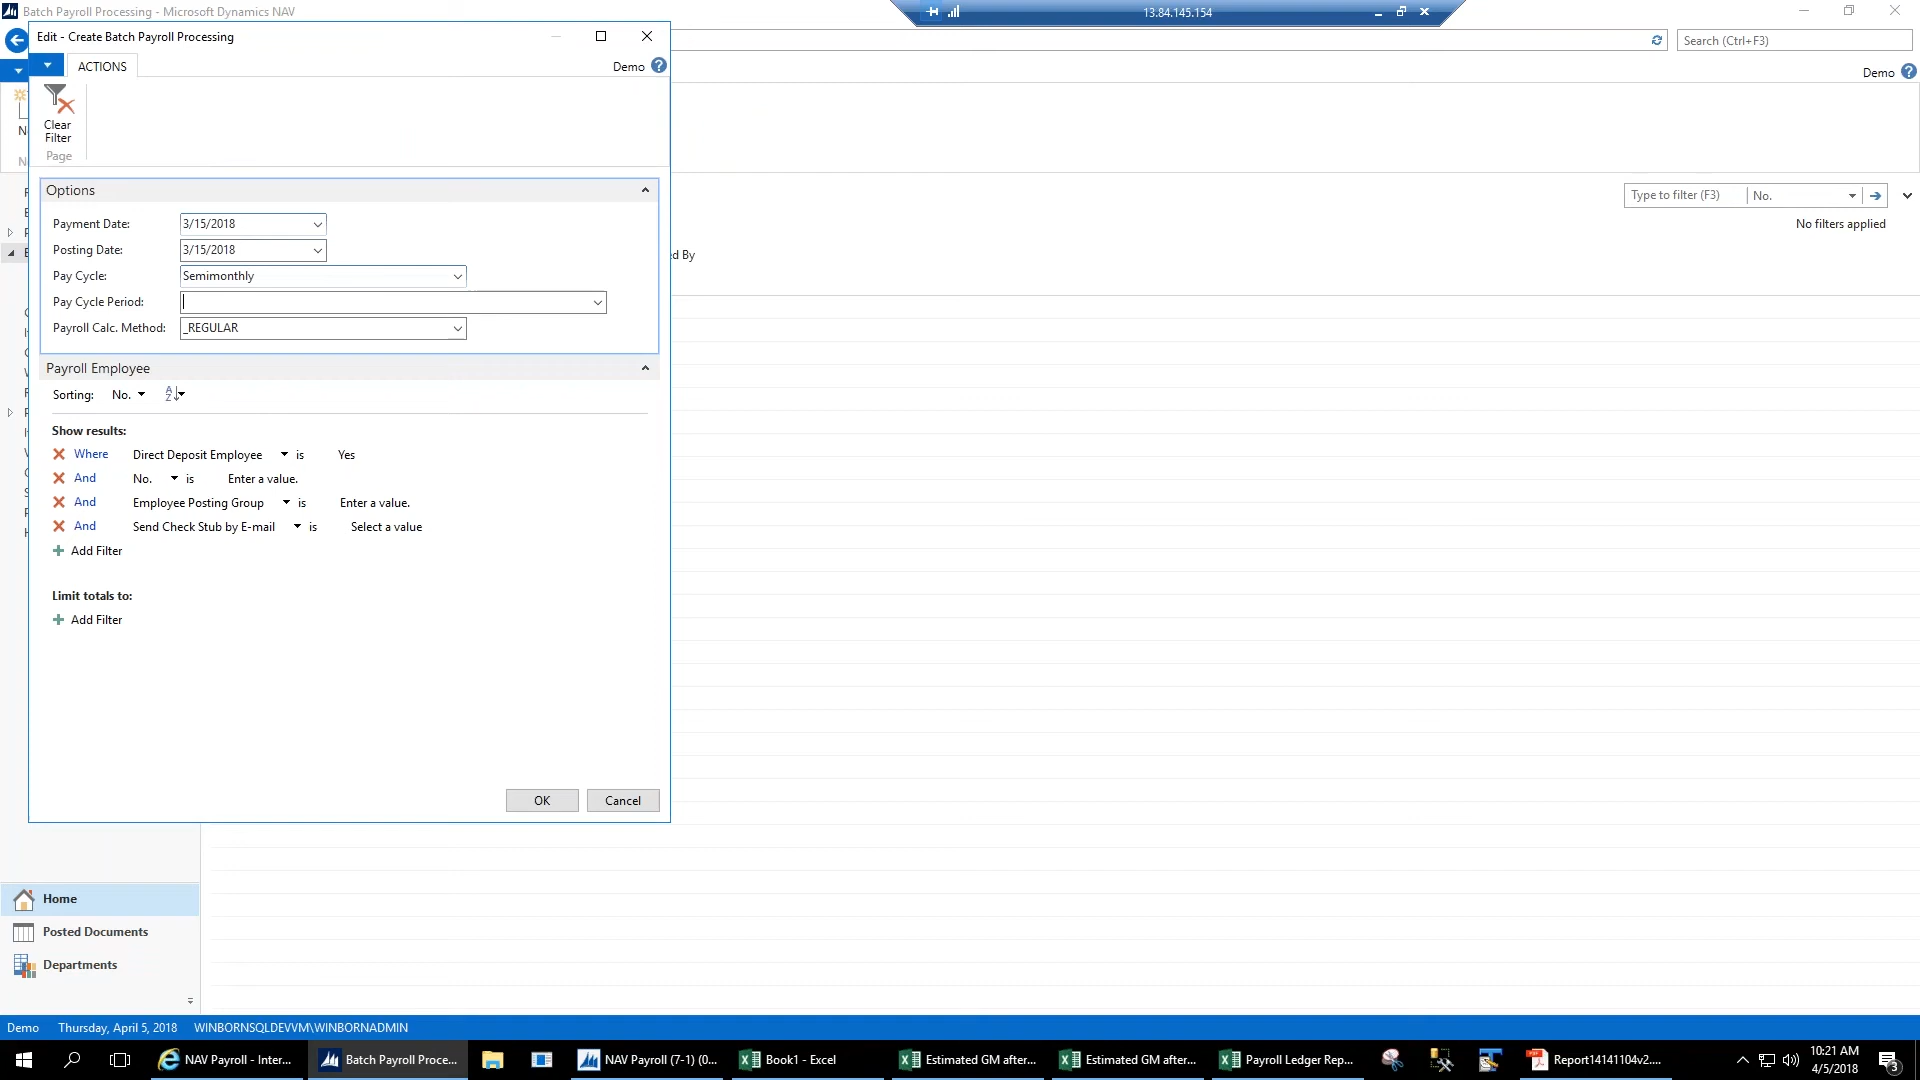 Batch Payroll Processing - Microsoft Dynamics NAV
13.84.145.154
Edit - Create Batch Payroll Processing
Search (Ctrl+F3)
ACTIONS
Demo
Demo
Clear
Filter
Page
Options
Type to filter (F3)
No.
No filters applied
Payment Date:
3/15/2018
Posting Date:
3/15/2018
d By
Pay Cycle:
Semimonthly
Pay Cycle Period:
Payroll Calc. Method:
_REGULAR
Payroll Employee
Sorting:
No.
Show results:
Where
Direct Deposit Employee
is
Yes
And
No.
is
Enter a value.
And
Employee Posting Group
is
Enter a value.
And
Send Check Stub by E-mail
is
Select a value
Add Filter
Limit totals to:
Add Filter
OK
Cancel
Home
Posted Documents
Departments
Demo
Thursday, April 5, 2018
WINBORNSQLDEVVM\WINBORNADMIN
NAV Payroll - Inter...
Batch Payroll Proce...
NAV Payroll (7-1) (0...
Book1 - Excel
Estimated GM after...
Estimated GM after...
Payroll Ledger Rep...
Report14141104v2....
10:21 AM
4/5/2018
3